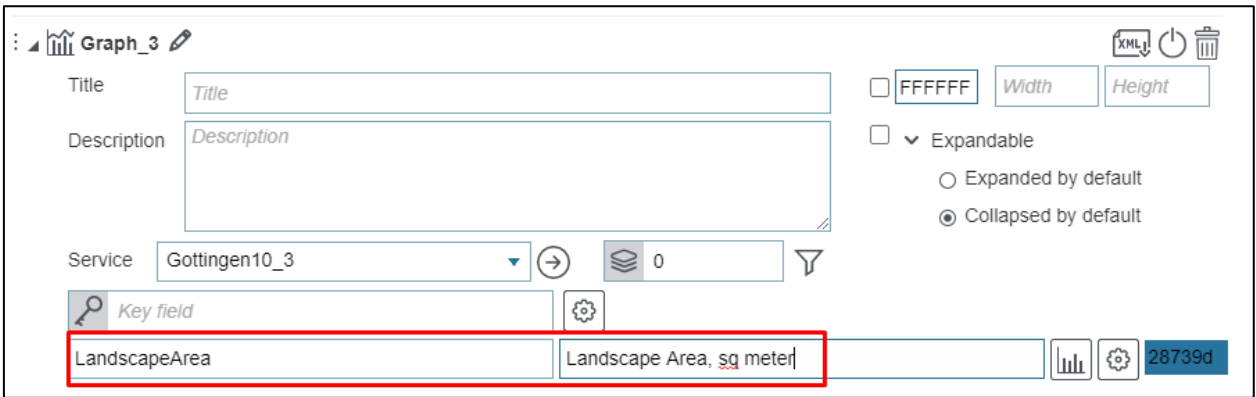 Graph_3 XML
Title Title FFFFFF Width Height
Description Description Expandable
Expanded by default
Collapsed by default
Service Gottingen10_3 0
Key field
LandscapeArea Landscape Area, sq meter 28739d